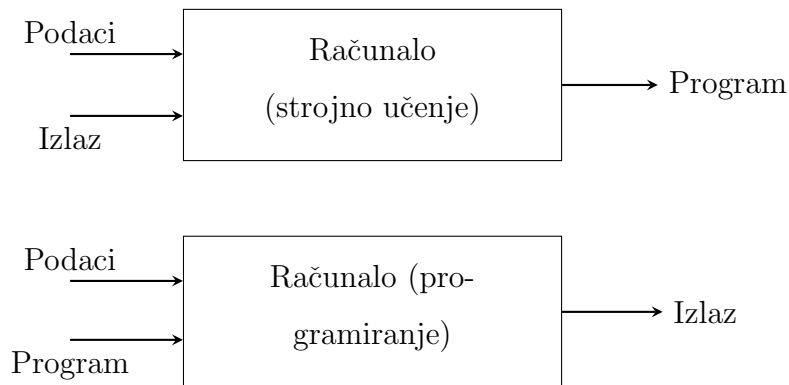 Podaci
Računalo
(strojno učenje)
Program
Izlaz
Podaci
Računalo (pro-
gramiranje)
Izlaz
Program